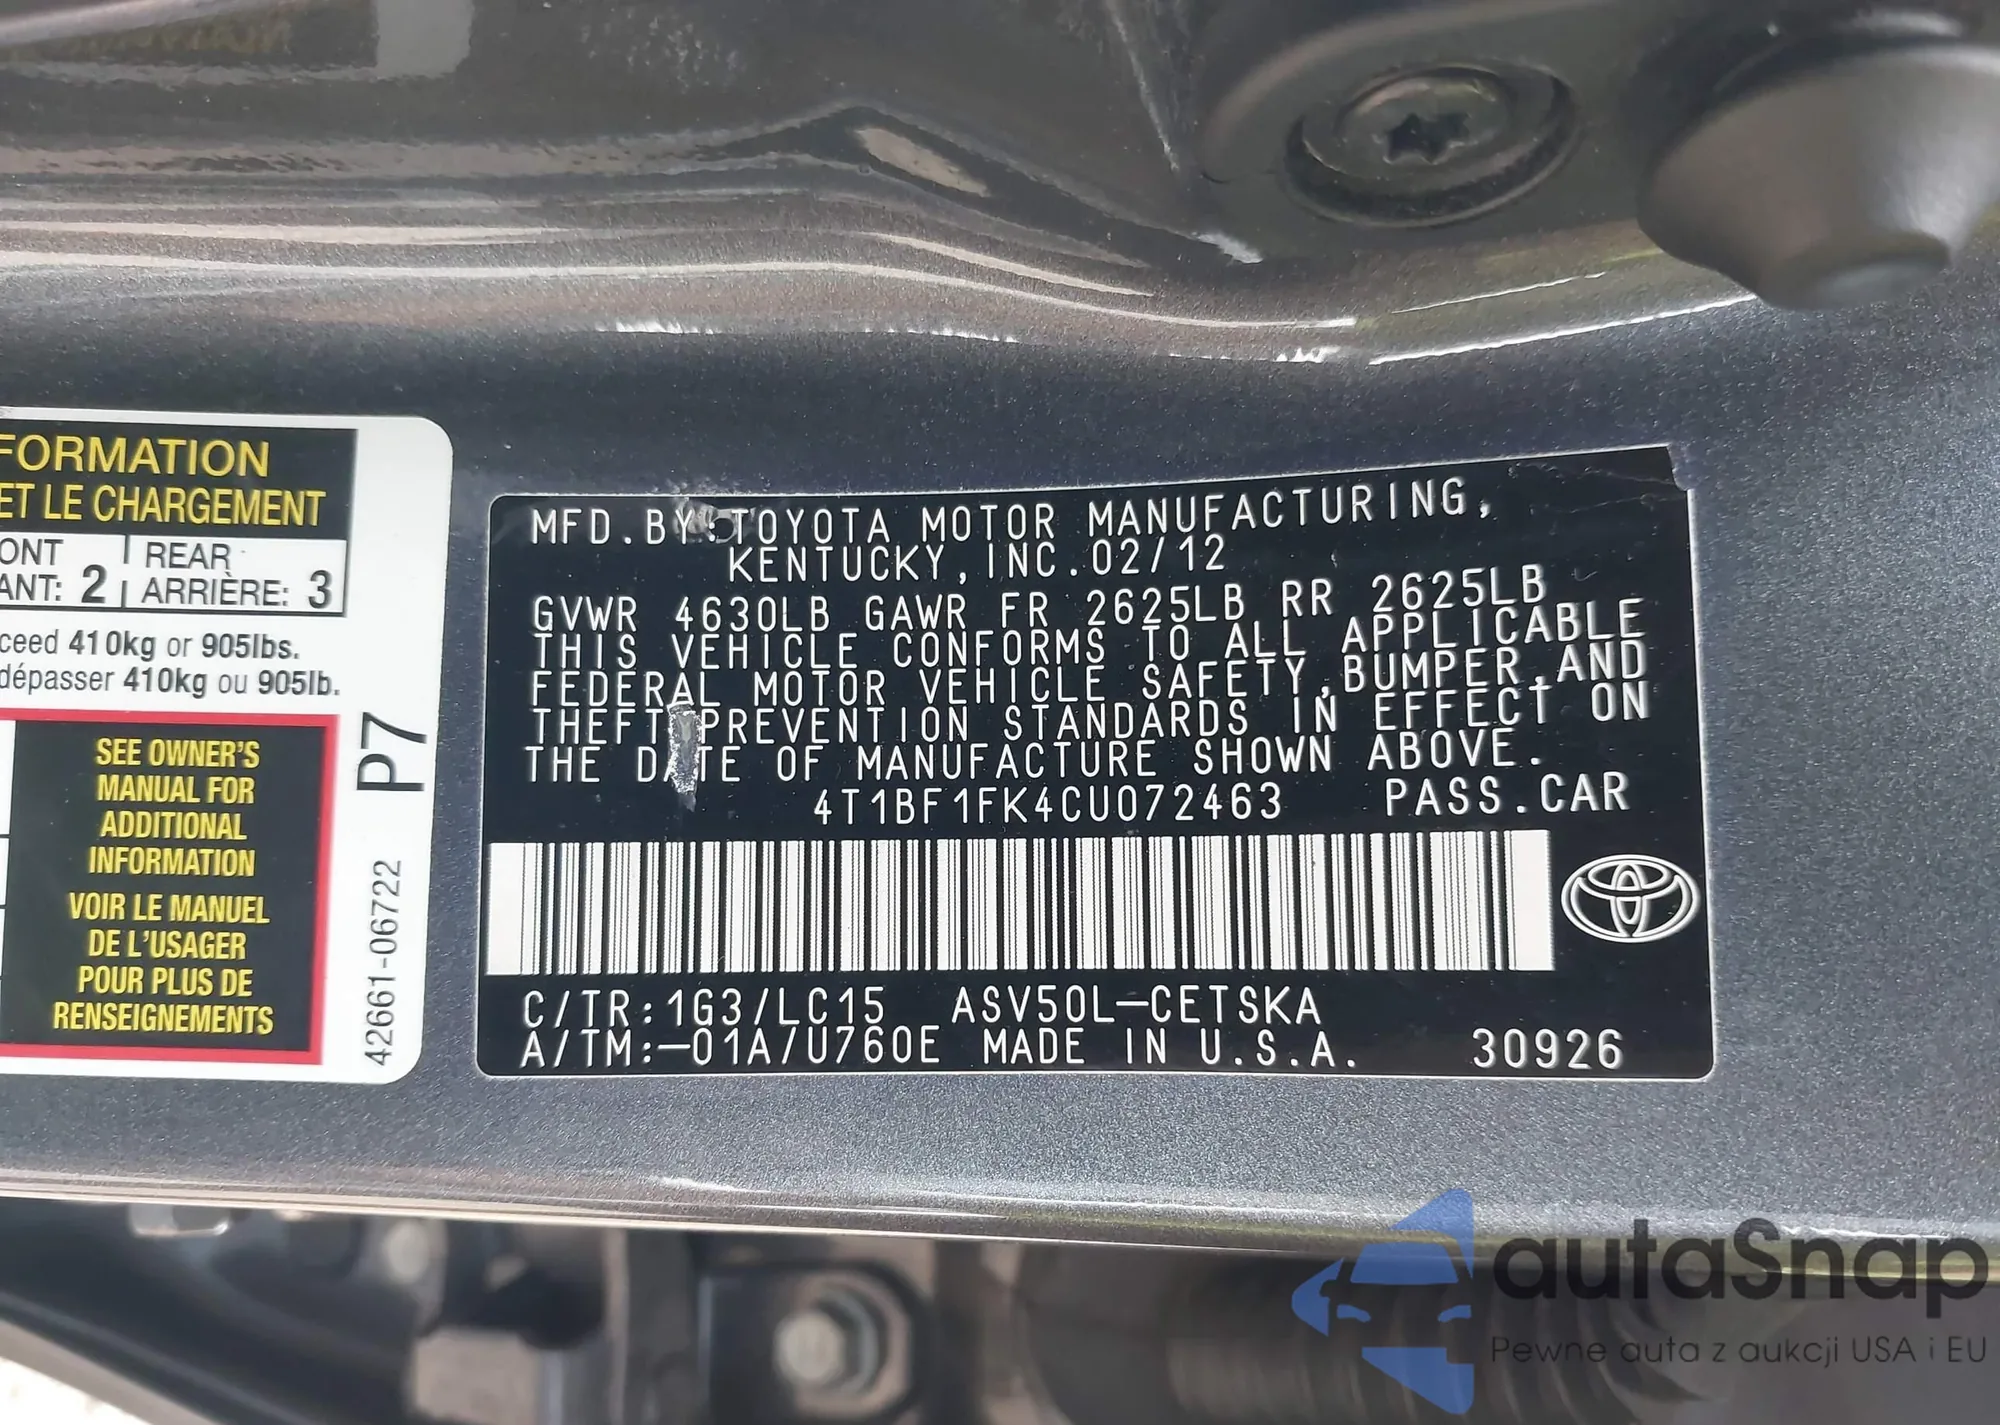 FORMATION
ET LE CHARGEMENT
ONT | REAR
ANT: 2 | ARRIÈRE: 3
ceed 410kg or 905lbs.
dépasser 410kg ou 905lb.
SEE OWNER'S
MANUAL FOR
ADDITIONAL
INFORMATION
VOIR LE MANUEL
DE L'USAGER
POUR PLUS DE
RENSEIGNEMENTS
P7
42661-06722
MFD.BY:TOYOTA MOTOR MANUFACTURING,
KENTUCKY,INC.02/12
GVWR 4630LB GAWR FR 2625LB RR 2625LB
THIS VEHICLE CONFORMS TO ALL APPLICABLE
FEDERAL MOTOR VEHICLE SAFETY,BUMPER,AND
THEFT PREVENTION STANDARDS IN EFFECT ON
THE DATE OF MANUFACTURE SHOWN ABOVE.
4T1BF1FK4CU072463 PASS.CAR
C/TR:1G3/LC15 ASV50L-CETSKA
A/TM:-01A/U760E MADE IN U.S.A. 30926
autaSnap
Pewne auta z aukcji USA i EU